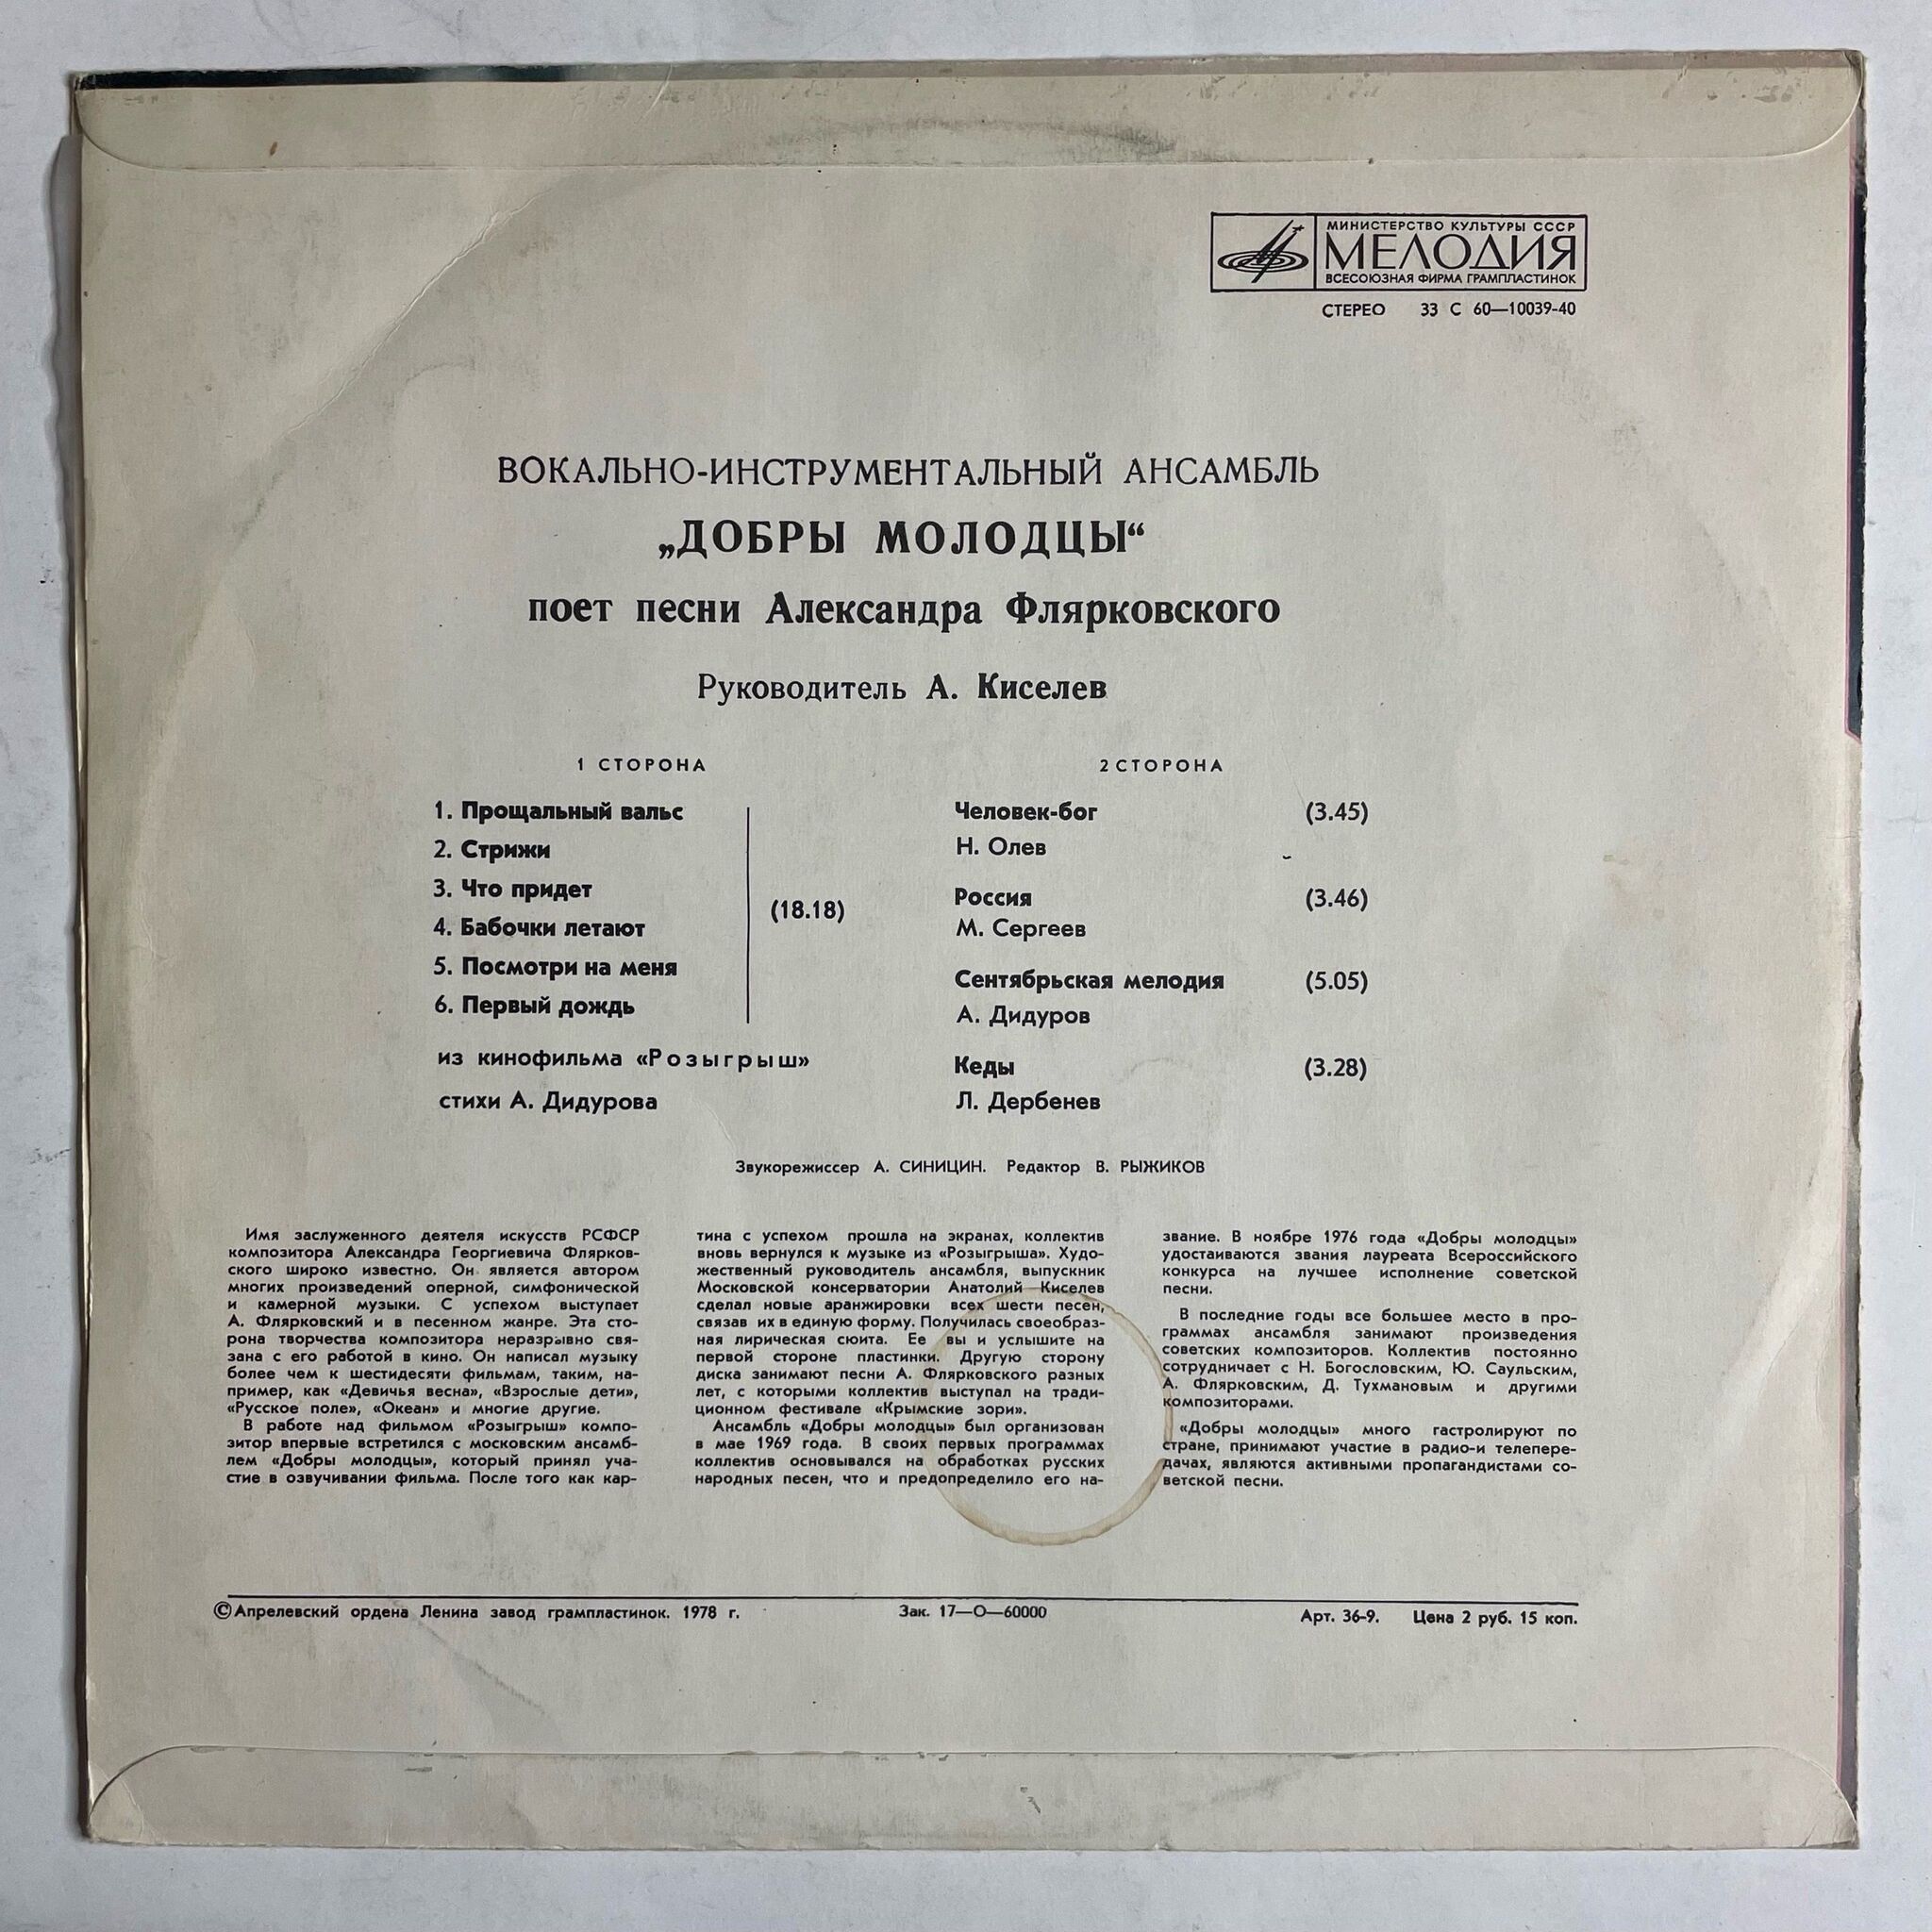 МИНИСТЕРСТВО КУЛЬТУРЫ СССР
МЕЛОДИЯ
ВСЕСОЮЗНАЯ ФИРМА ГРАМПЛАСТИНОК
СТЕРЕО 33 С 60—10039-40
ВОКАЛЬНО-ИНСТРУМЕНТАЛЬНЫЙ АНСАМБЛЬ
„ДОБРЫ МОЛОДЦЫ“
поет песни Александра Флярковского
Руководитель А. Киселев
1 СТОРОНА
1. Прощальный вальс
2. Стрижи
3. Что придет
4. Бабочки летают
5. Посмотри на меня
6. Первый дождь
(18.18)
из кинофильма «Розыгрыш»
стихи А. Дидурова
2 СТОРОНА
Человек-бог (3.45)
Н. Олев
Россия (3.46)
М. Сергеев
Сентябрьская мелодия (5.05)
А. Дидуров
Кеды (3.28)
Л. Дербенев
Звукорежиссер А. СИНИЦИН. Редактор В. РЫЖИКОВ
Имя заслуженного деятеля искусств РСФСР
композитора Александра Георгиевича Флярков-
ского широко известно. Он является автором
многих произведений оперной, симфонической
и камерной музыки. С успехом выступает
А. Флярковский и в песенном жанре. Эта сто-
рона творчества композитора неразрывно свя-
зана с его работой в кино. Он написал музыку
более чем к шестидесяти фильмам, таким, на-
пример, как «Девичья весна», «Взрослые дети»,
«Русское поле», «Океан» и многие другие.
В работе над фильмом «Розыгрыш» компо-
зитор впервые встретился с московским ансамб-
лем «Добры молодцы», который принял уча-
стие в озвучивании фильма. После того как кар-
тина с успехом прошла на экранах, коллектив
вновь вернулся к музыке из «Розыгрыша». Худо-
жественный руководитель ансамбля, выпускник
Московской консерватории Анатолий Киселев
сделал новые аранжировки всех шести песен,
связав их в единую форму. Получилась своеобраз-
ная лирическая сюита. Ее вы и услышите на
первой стороне пластинки. Другую сторону
диска занимают песни А. Флярковского разных
лет, с которыми коллектив выступал на тради-
ционном фестивале «Крымские зори».
Ансамбль «Добры молодцы» был организован
в мае 1969 года. В своих первых программах
коллектив основывался на обработках русских
народных песен, что и предопределило его на-
звание. В ноябре 1976 года «Добры молодцы»
удостаиваются звания лауреата Всероссийского
конкурса на лучшее исполнение советской
песни.
В последние годы все большее место в про-
граммах ансамбля занимают произведения
советских композиторов. Коллектив постоянно
сотрудничает с Н. Богословским, Ю. Саульским,
А. Флярковским, Д. Тухмановым и другими
композиторами.
«Добры молодцы» много гастролируют по
стране, принимают участие в радио-и телепере-
дачах, являются активными пропагандистами со-
ветской песни.
©Апрелевский ордена Ленина завод грампластинок. 1978 г. Зак. 17—О—60000 Арт. 36-9. Цена 2 руб. 15 коп.